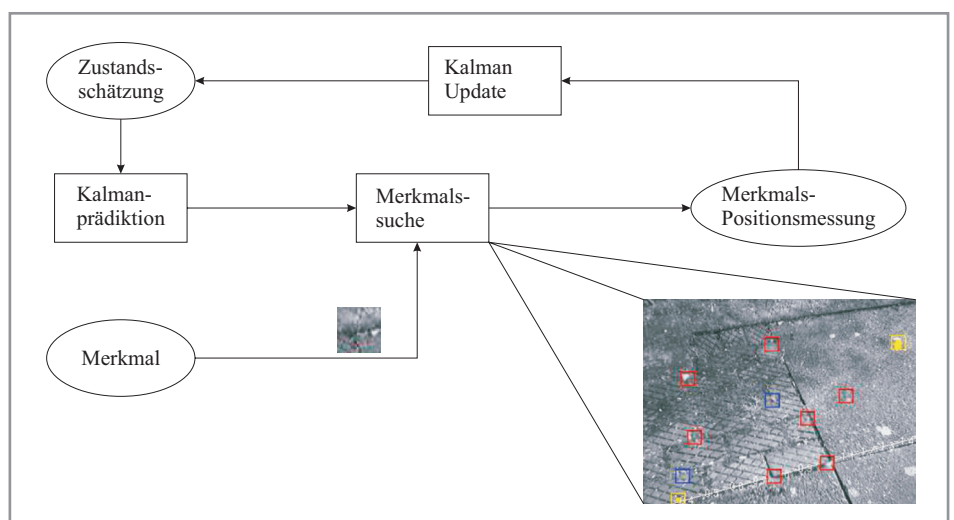 Zustands-
schätzung
Kalman
Update
Kalman-
prädiktion
Merkmals-
suche
Merkmals-
Positionsmessung
Merkmal